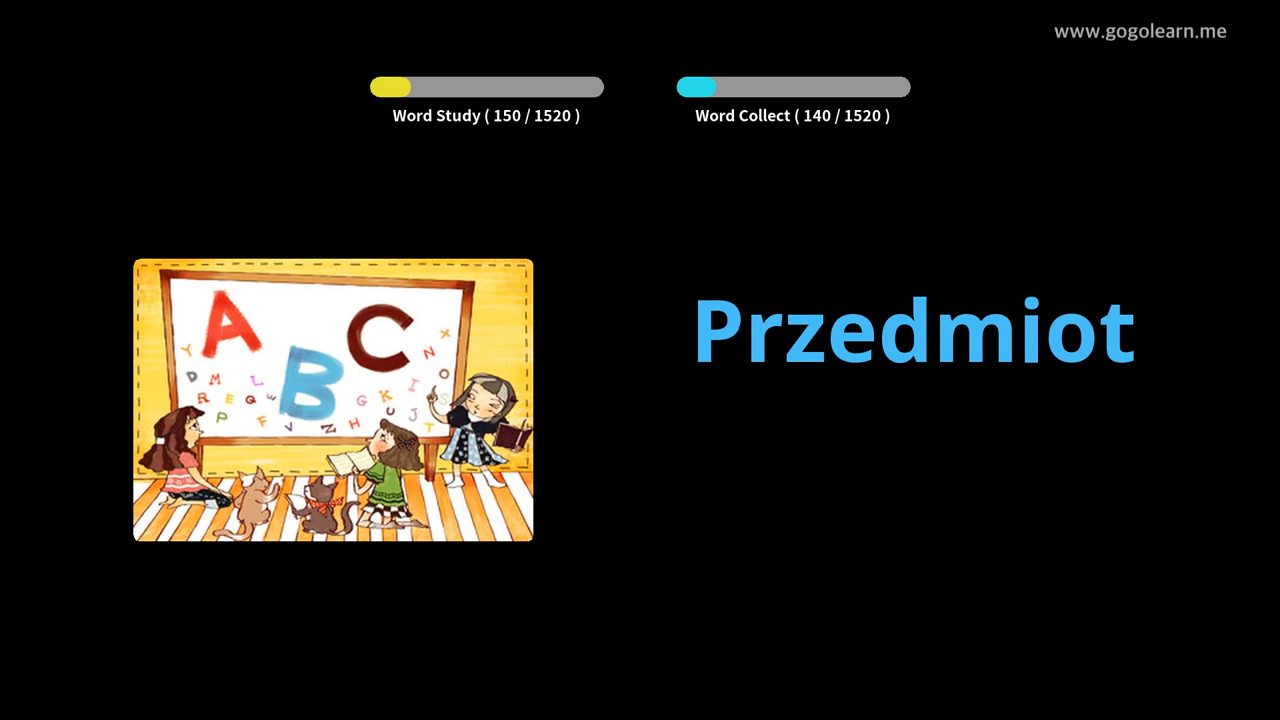 www.gogolearn.me
Word Study ( 150 / 1520 )
Word Collect ( 140 / 1520 )
Przedmiot
A
B
C
X
Y
N
D M L
I
O
R E Q W
G K
S
P
F
V
Z
H
U
J
T